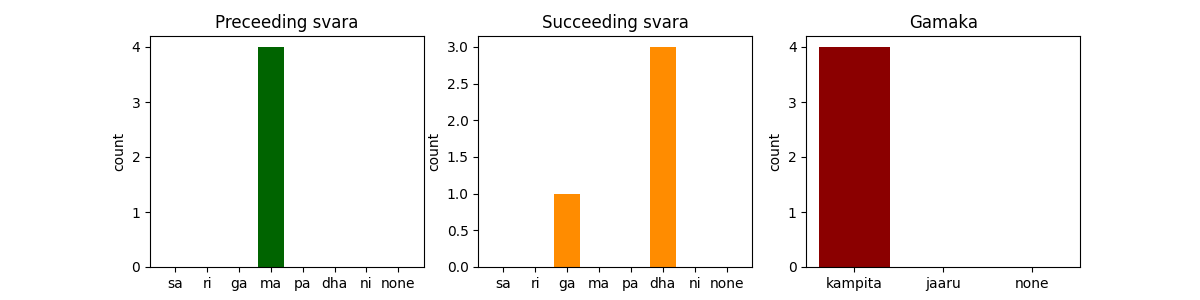 Preceeding svara
count
4
3
2
1
0
sa ri ga ma pa dha ni none
Succeeding svara
count
3.0
2.5
2.0
1.5
1.0
0.5
0.0
sa ri ga ma pa dha ni none
Gamaka
count
4
3
2
1
0
kampita jaaru none